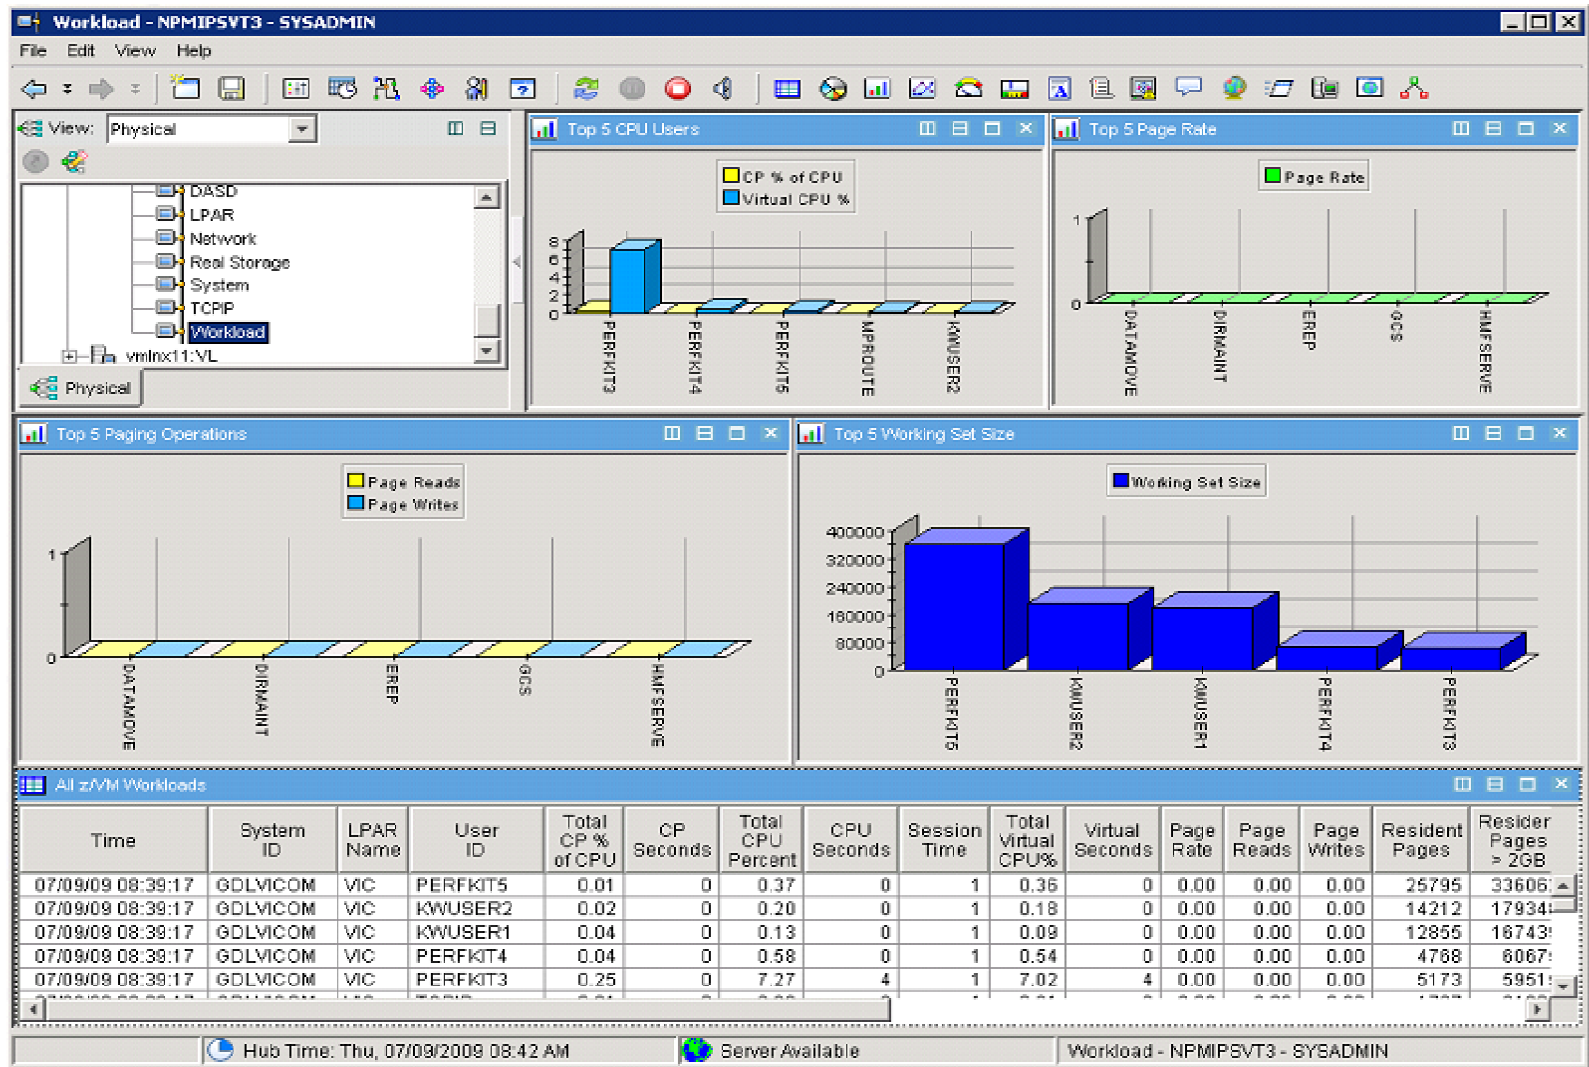 Workload - NPMIPSVT3 - SYSADMIN
File Edit View Help
View: Physical
DASD
LPAR
Network
Real Storage
System
TCPIP
Workload
vmlnx11:VL
Physical
Top 5 CPU Users
CP % of CPU
Virtual CPU %
8
6
4
2
0
PERFKIT3
PERFKIT4
PERFKIT5
MPROUTE
KWUSER2
Top 5 Page Rate
Page Rate
1
0
DATAMOVE
DIRMAINT
EREP
GCS
HMFSERVE
Top 5 Paging Operations
Page Reads
Page Writes
1
0
DATAMOVE
DIRMAINT
EREP
GCS
HMFSERVE
Top 5 Working Set Size
Working Set Size
400000
320000
240000
160000
80000
0
PERFKIT5
KWUSER2
KWUSER1
PERFKIT4
PERFKIT3
All z/VM Workloads
Time System ID LPAR Name User ID Total CP % of CPU CP Seconds Total CPU Percent CPU Seconds Session Time Total Virtual CPU% Virtual Seconds Page Rate Page Reads Page Writes Resident Pages Residen Pages > 2GB
07/09/09 08:39:17 GDLVICOM VIC PERFKIT5 0.01 0 0.37 0 1 0.36 0 0.00 0.00 0.00 25795 33606
07/09/09 08:39:17 GDLVICOM VIC KWUSER2 0.02 0 0.20 0 1 0.18 0 0.00 0.00 0.00 14212 17934
07/09/09 08:39:17 GDLVICOM VIC KWUSER1 0.04 0 0.13 0 1 0.09 0 0.00 0.00 0.00 12855 16743
07/09/09 08:39:17 GDLVICOM VIC PERFKIT4 0.04 0 0.58 0 1 0.54 0 0.00 0.00 0.00 4768 6067
07/09/09 08:39:17 GDLVICOM VIC PERFKIT3 0.25 0 7.27 4 1 7.02 4 0.00 0.00 0.00 5173 5951
Hub Time: Thu, 07/09/2009 08:42 AM
Server Available
Workload - NPMIPSVT3 - SYSADMIN